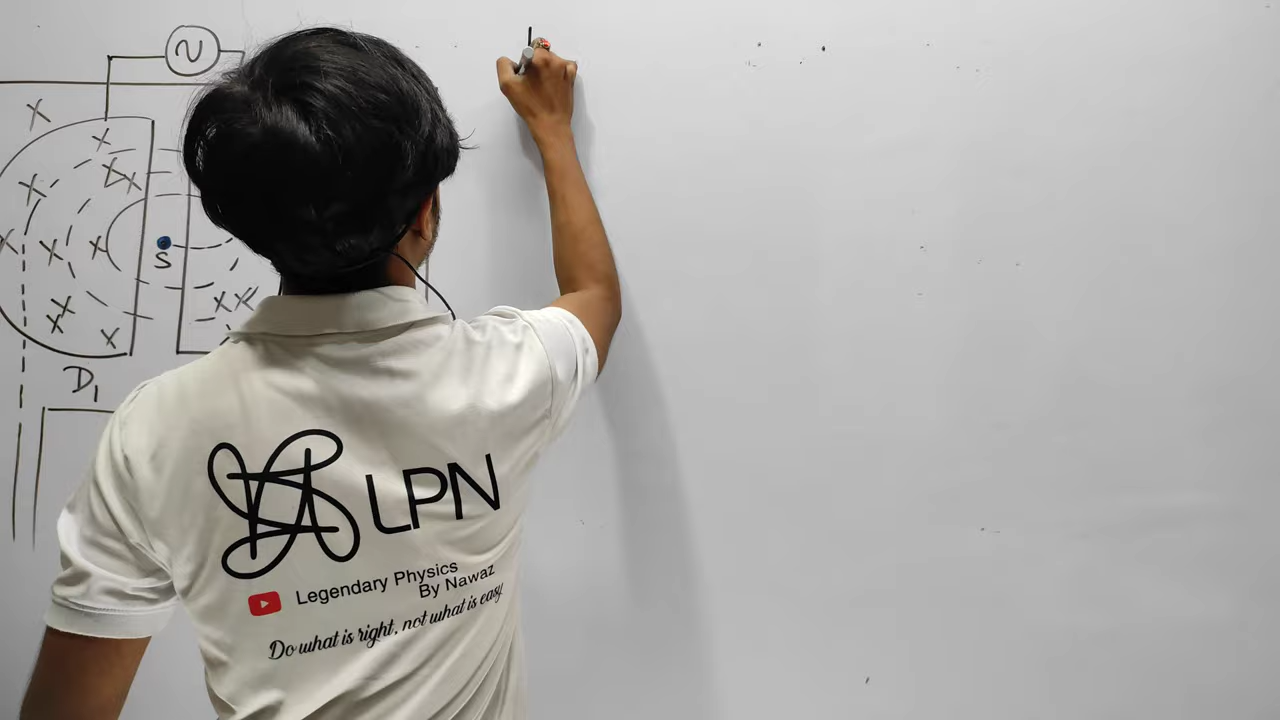 S
D₁
LPN
Legendary Physics
By Nawaz
Do what is right, not what is easy